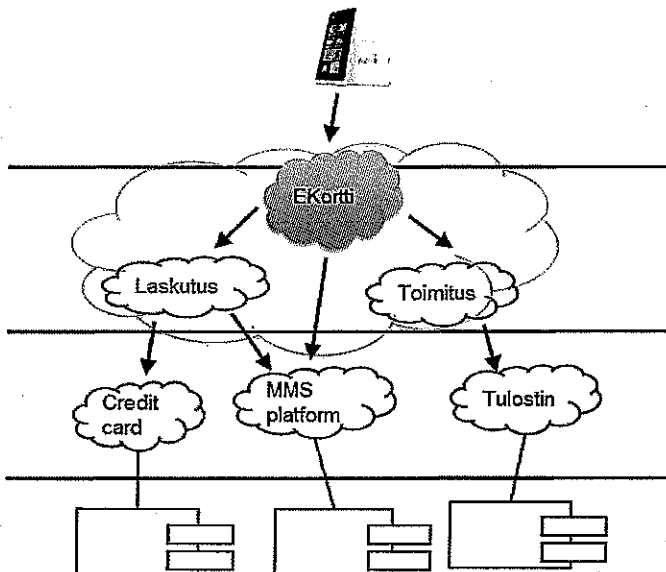 EKortti
Laskutus
Toimitus
Credit
card
MMS
platform
Tulostin